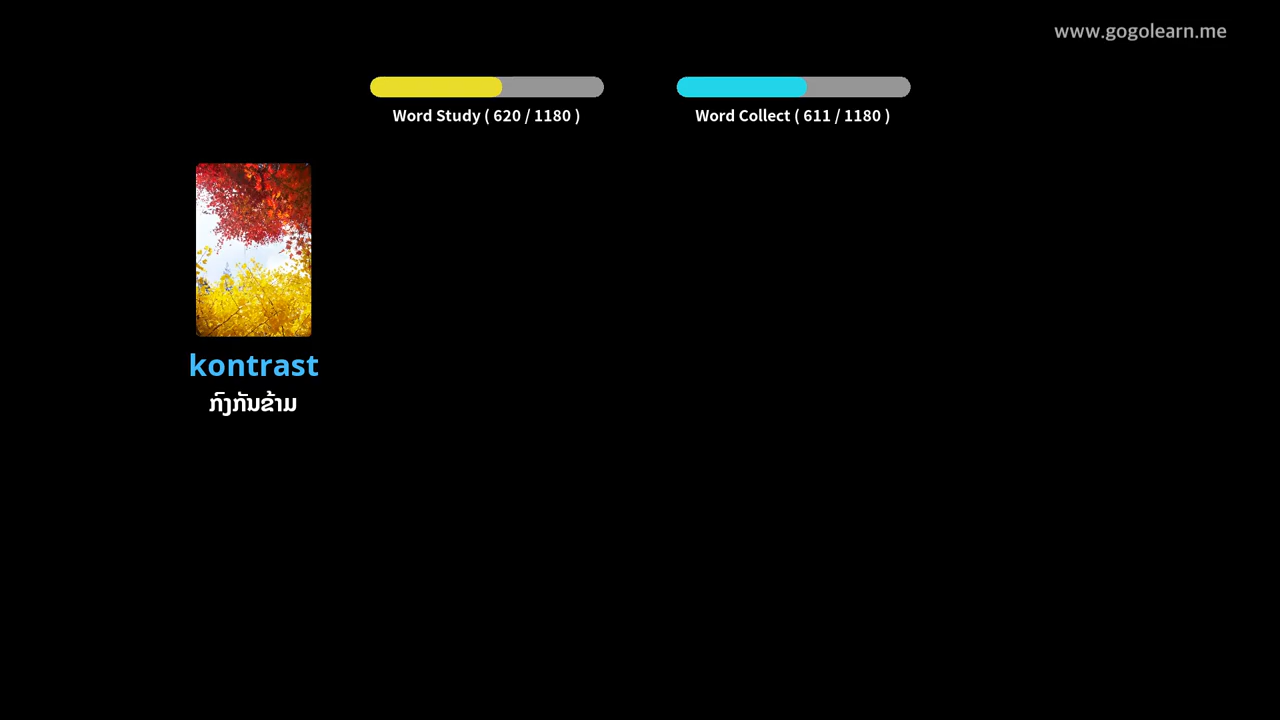 www.gogolearn.me
Word Study ( 620 / 1180 )
Word Collect ( 611 / 1180 )
kontrast
ກົງກັນຂ້າມ